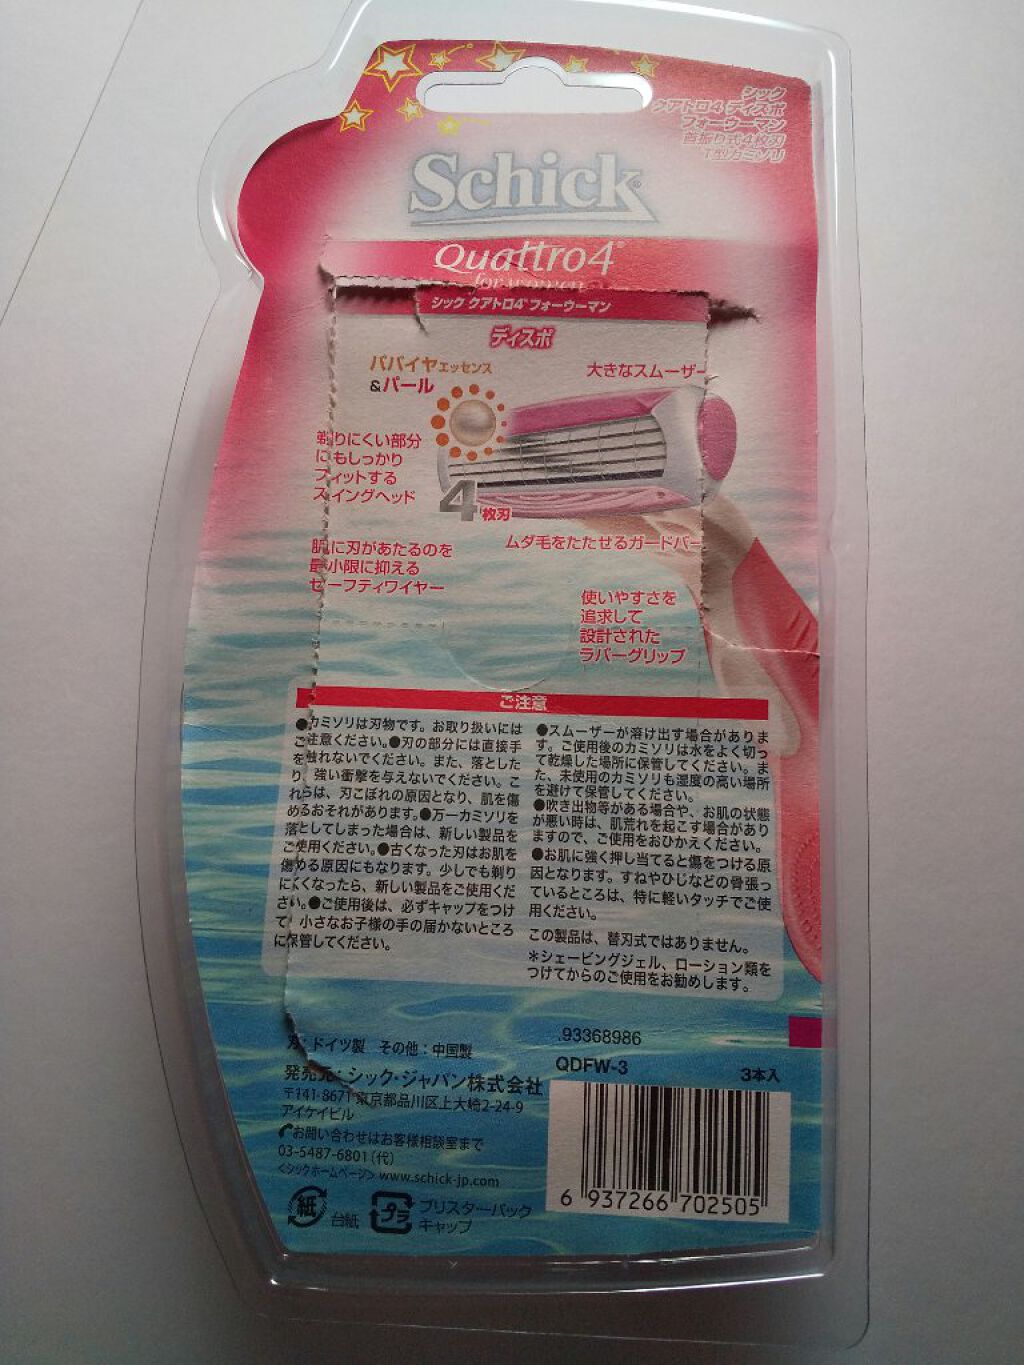 シック
クアトロ4 ディスポ
フォーウーマン
首振り式4枚刃
T型カミソリ
Schick
Quattro4®
for women
シック クアトロ4®フォーウーマン
ディスポ
パパイヤエッセンス
&パール
大きなスムーザー
剃りにくい部分
にもしっかり
フィットする
スイングヘッド
4枚刃
肌に刃があたるのを
最小限に抑える
セーフティワイヤー
ムダ毛をたたせるガードバー
使いやすさを
追求して
設計された
ラバーグリップ
ご注意
●カミソリは刃物です。お取り扱いには
ご注意ください。●刃の部分には直接手
を触れないでください。また、落とした
り、強い衝撃を与えないでください。こ
れらは、刃こぼれの原因となり、肌を傷
めるおそれがあります。●万一カミソリを
落としてしまった場合は、新しい製品を
ご使用ください。●古くなった刃はお肌を
傷める原因にもなります。少しでも剃り
にくくなったら、新しい製品をご使用くだ
さい。●ご使用後は、必ずキャップをつけ
て、小さなお子様の手の届かないところ
に保管してください。
●スムーザーが溶け出す場合がありま
す。ご使用後のカミソリは水をよく切っ
て乾燥した場所に保管してください。ま
た、未使用のカミソリも湿度の高い場所
を避けて保管してください。
●吹き出物等がある場合や、お肌の状態
が悪い時は、肌荒れを起こす場合があり
ますので、ご使用をおひかえください。
●お肌に強く押し当てると傷をつける原
因となります。すねやひじなどの骨張っ
ているところは、特に軽いタッチでご使
用ください。
この製品は、替刃式ではありません。
＊シェービングジェル、ローション類を
つけてからのご使用をお勧めします。
刃：ドイツ製 その他：中国製
発売元：シック・ジャパン株式会社
〒141-8671 東京都品川区上大崎2-24-9
アイケイビル
お問い合わせはお客様相談室まで
03-5487-6801(代)
<シックホームページ> www.schick-jp.com
紙 台紙
プラ ブリスターパック
キャップ
.93368986
QDFW-3 3本入
6 937266 702505